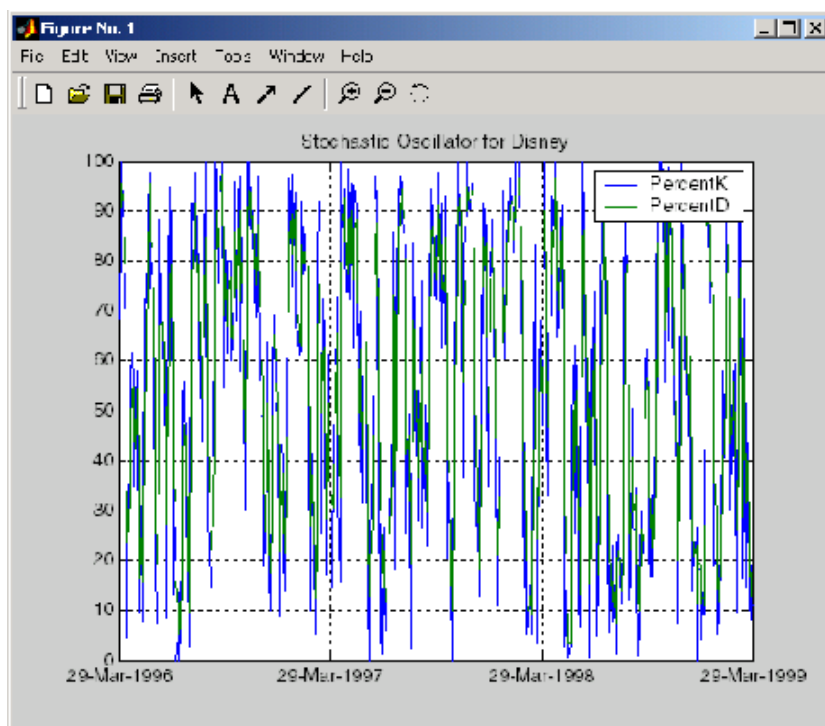 Figure No. 1
File Edit View Insert Tools Window Help
A
Stochastic Oscillator for Disney
PercentK
PercentD
100
90
80
70
60
50
40
30
20
10
0
29-Mar-1996 29-Mar-1997 29-Mar-1998 29-Mar-1999